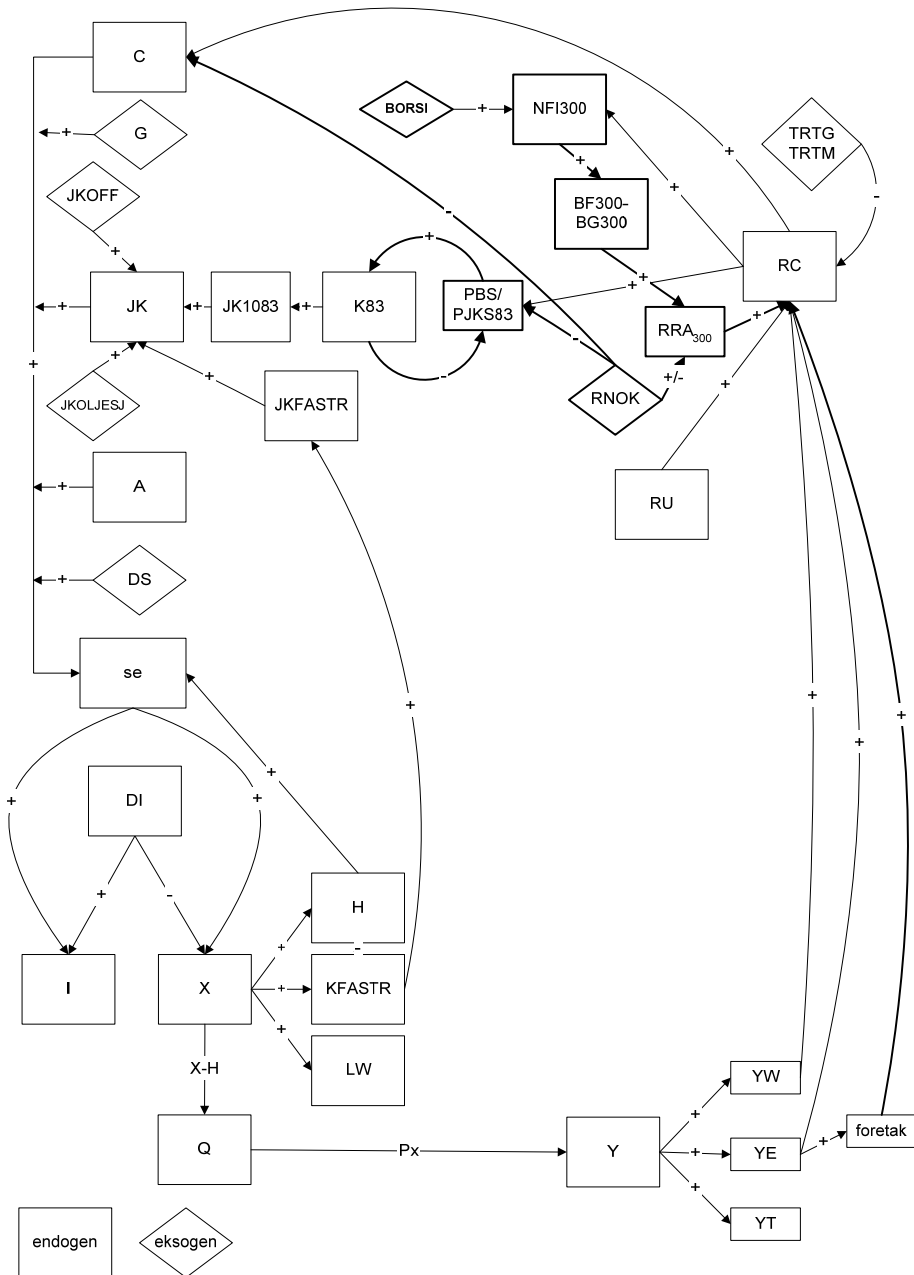 C
+
G
JKOFF
+
+
JK
+
JK1083
+
K83
+
-
PBS/
PJKS83
+
JKOLJESJ
+
JKFASTR
+
A
+
DS
+
se
BORSI
+
NFI300
+
BF300-
BG300
+
RRA300
+
+/-
RNOK
-
-
+
+
+
TRTG
TRTM
-
RC
+
RU
+
+
+
+
+
+
+
DI
+
-
I
X
+
H
-
+
KFASTR
+
LW
X-H
Q
Px
Y
+
YW
+
YE
+
foretak
+
YT
endogen
eksogen